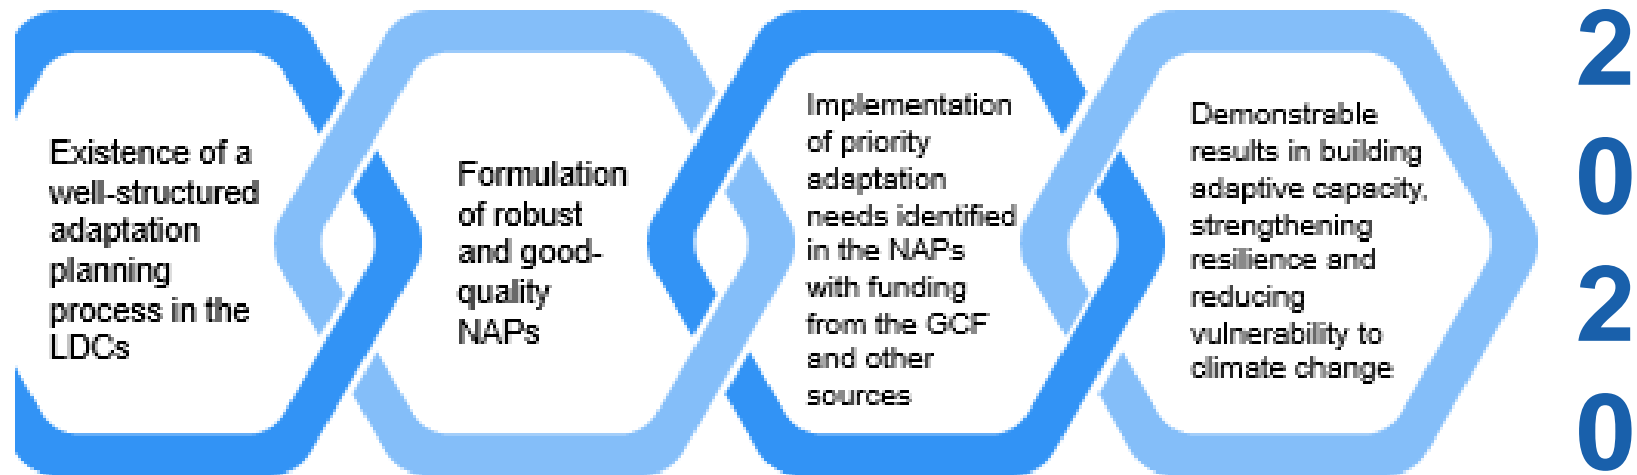 Existence of a
well-structured
adaptation
planning
process in the
LDCs
Formulation
of robust
and good-
quality
NAPs
Implementation
of priority
adaptation
needs identified
in the NAPs
with funding
from the GCF
and other
sources
Demonstrable
results in building
adaptive capacity,
strengthening
resilience and
reducing
vulnerability to
climate change
2
0
2
0